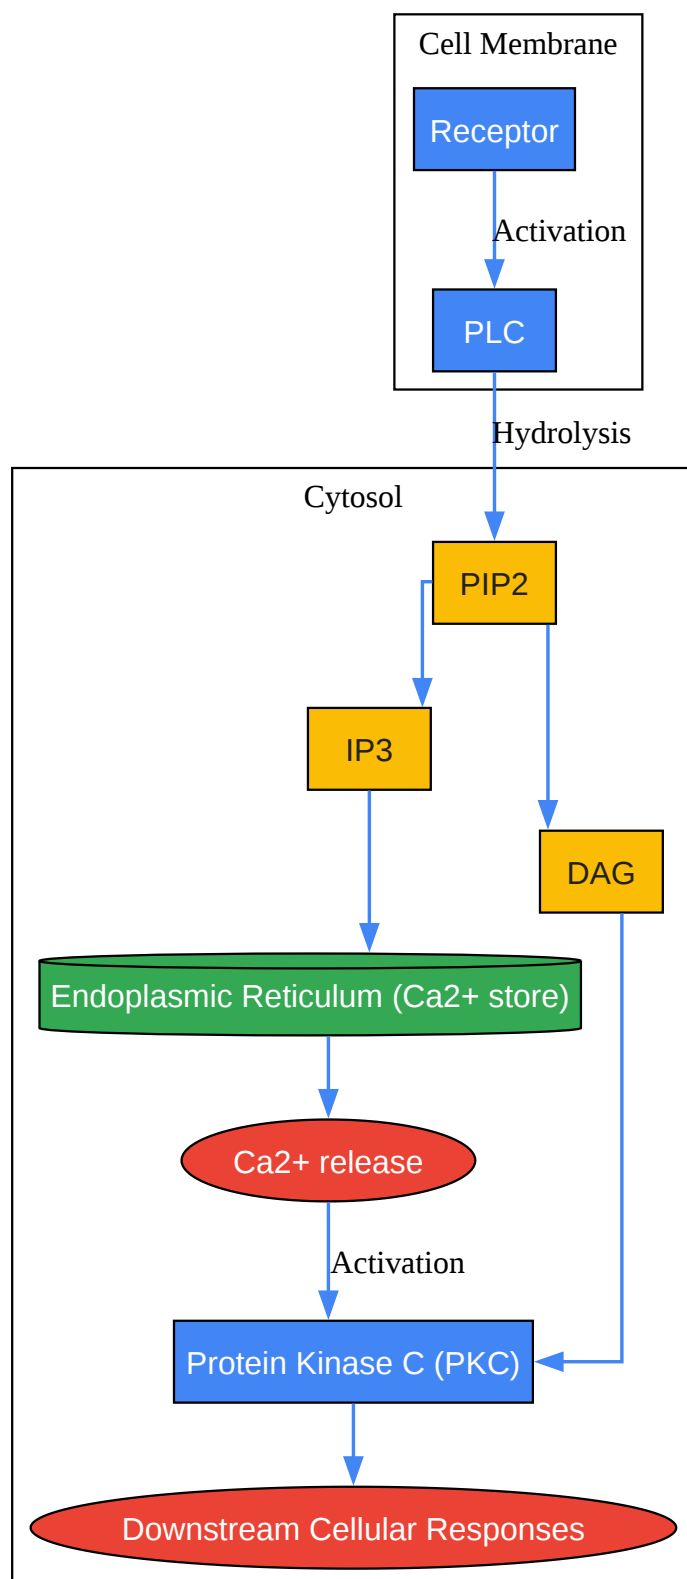 Cell Membrane
Receptor
Activation
PLC
Hydrolysis
Cytosol
PIP2
IP3
DAG
Endoplasmic Reticulum (Ca2+ store)
Ca2+ release
Activation
Protein Kinase C (PKC)
Downstream Cellular Responses